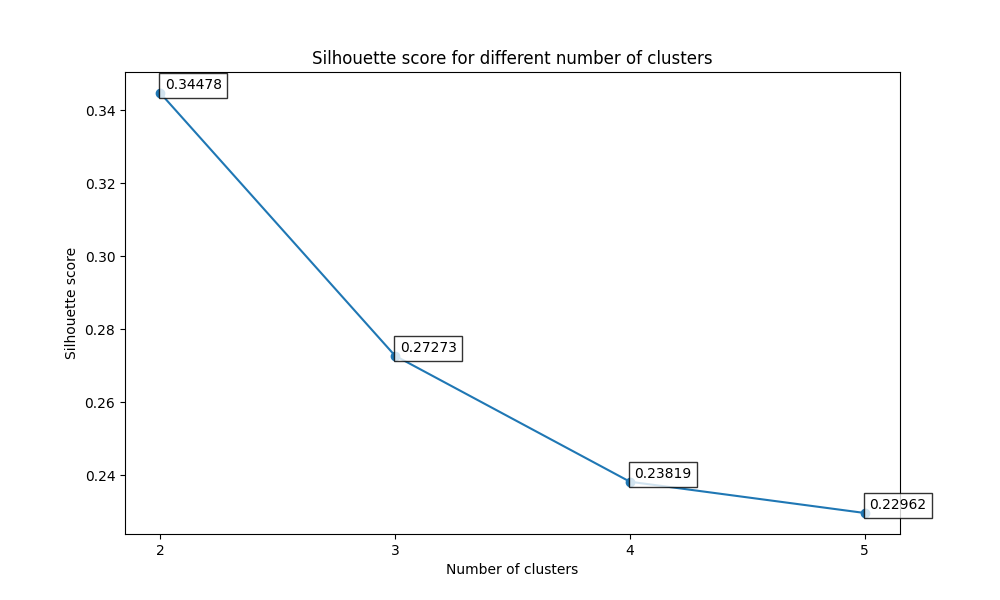 Silhouette score for different number of clusters
0.34478
0.34
0.32
0.30
0.28
0.27273
0.26
0.24
0.23819
0.22962
Silhouette score
2 3 4 5
Number of clusters